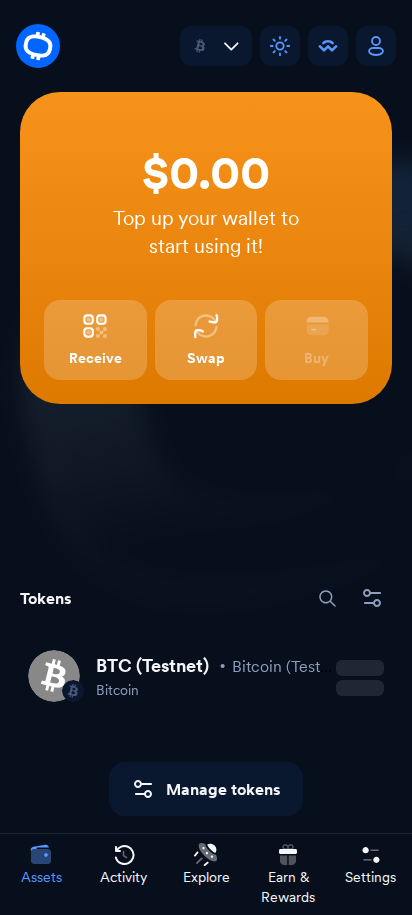 $0.00
Top up your wallet to
start using it!
Receive
Swap
Buy
Tokens
BTC (Testnet) • Bitcoin (Test
Bitcoin
Manage tokens
Assets
Activity
Explore
Earn &
Rewards
Settings